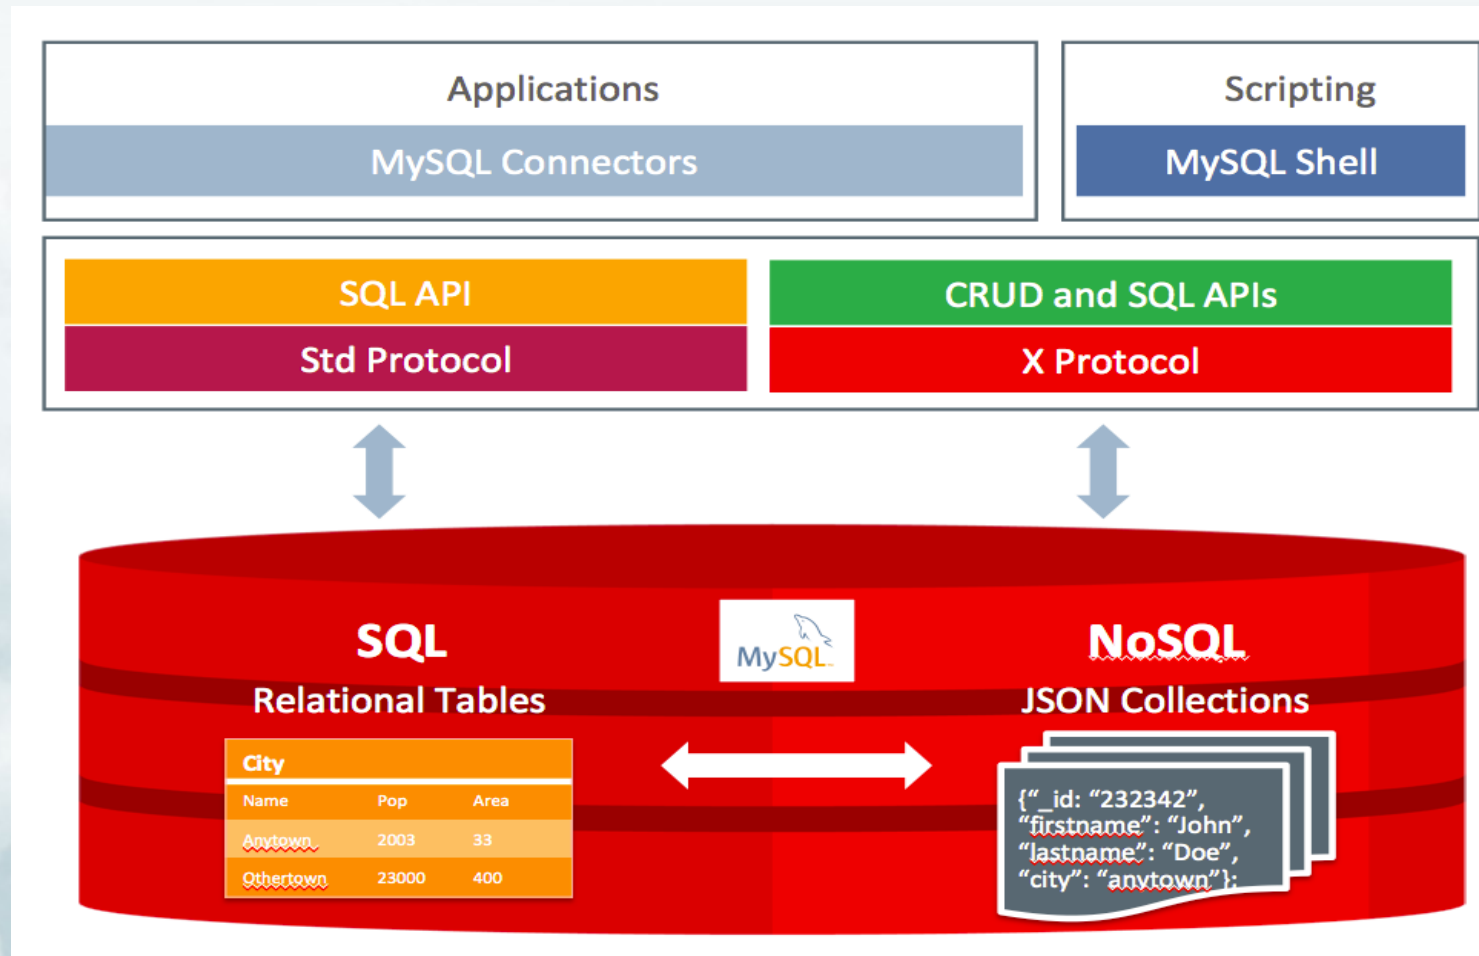 Applications
Scripting
MySQL Connectors
MySQL Shell
SQL API
CRUD and SQL APIs
Std Protocol
X Protocol
SQL
MySQL
NoSQL
Relational Tables
JSON Collections
City
Name Pop Area
Anytown 2003 33
Othertown 23000 400
{“_id: “232342”,
“firstname”: “John”,
“lastname”: “Doe”,
“city”: “anytown”};